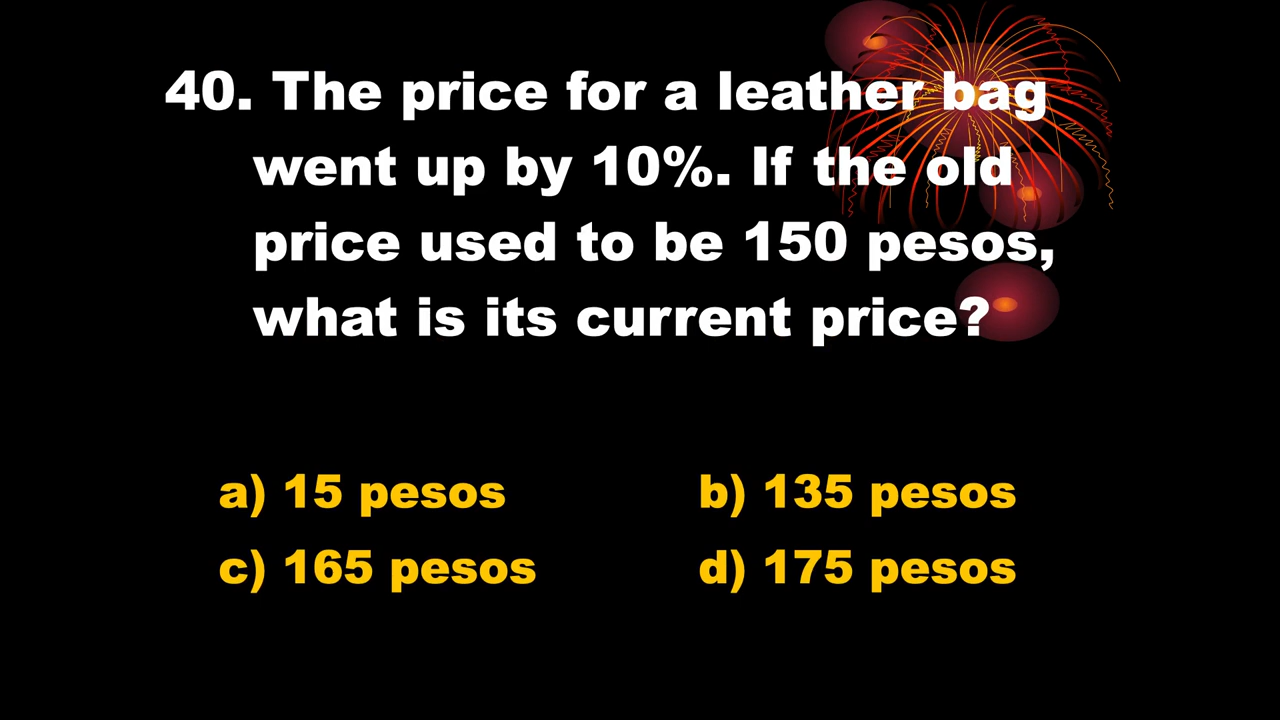 40. The price for a leather bag
went up by 10%. If the old
price used to be 150 pesos,
what is its current price?
a) 15 pesos b) 135 pesos
c) 165 pesos d) 175 pesos